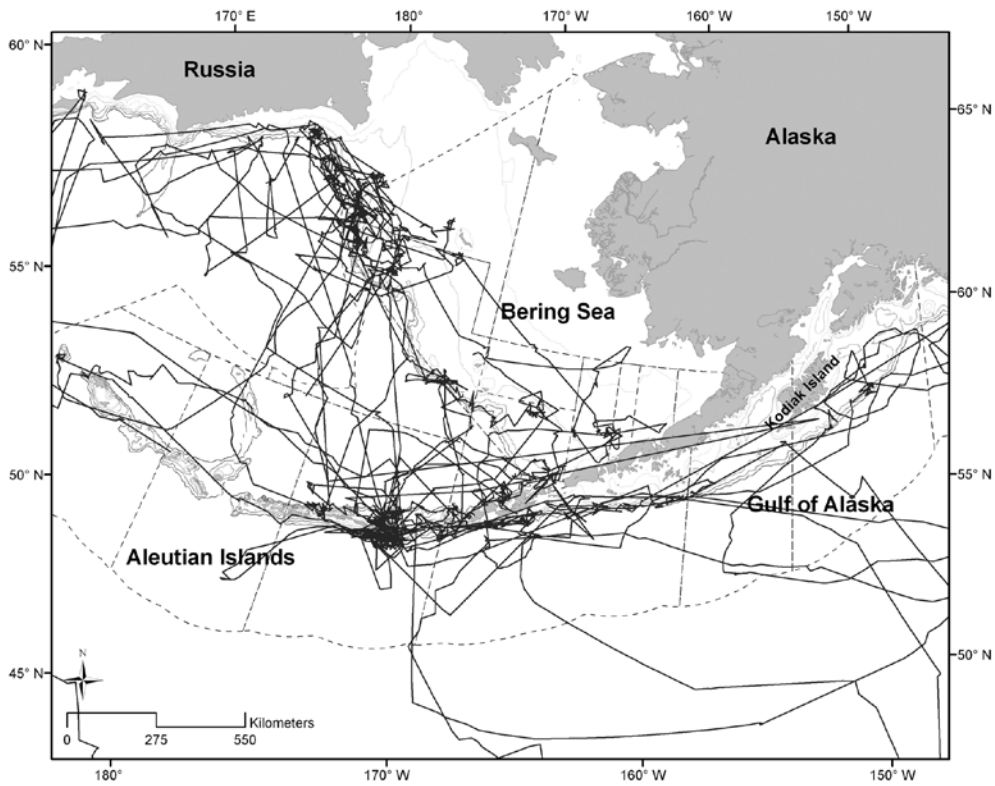 170° E 180° 170° W 160° W 150° W
60° N
Russia
65° N
Alaska
55° N
60° N
Bering Sea
Kodiak Island
50° N
55° N
Gulf of Alaska
Aleutian Islands
N
50° N
45° N
Kilometers
0 275 550
180° 170° W 160° W 150° W